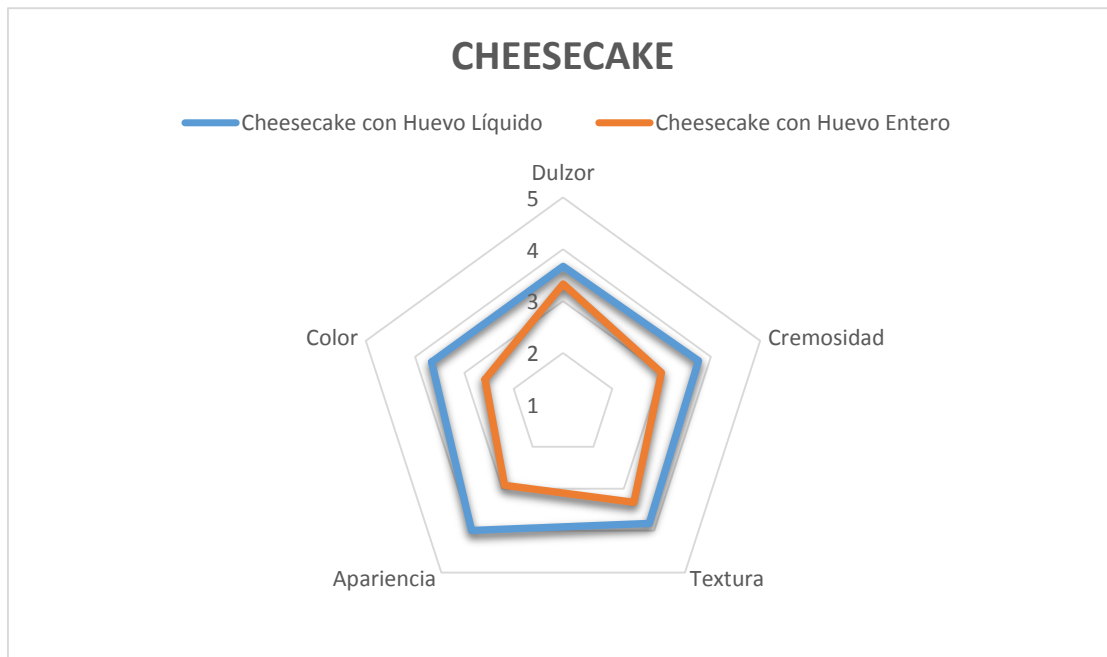 CHEESECAKE
Cheesecake con Huevo Líquido Cheesecake con Huevo Entero
Dulzor
5
4
3
2
1
Color
Cremosidad
Apariencia
Textura